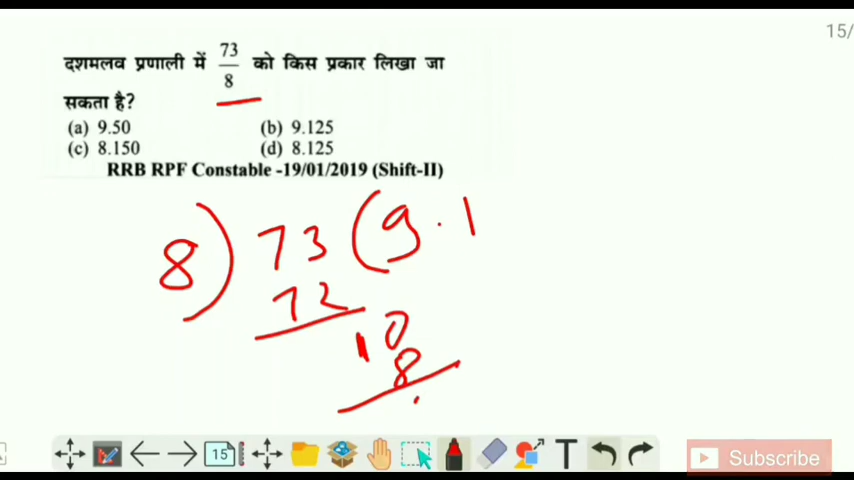 15/
दशमलव प्रणाली में 73/8 को किस प्रकार लिखा जा
सकता है?
(a) 9.50 (b) 9.125
(c) 8.150 (d) 8.125
RRB RPF Constable -19/01/2019 (Shift-II)
8) 73 (9.1
72
10
8
15
T
Subscribe